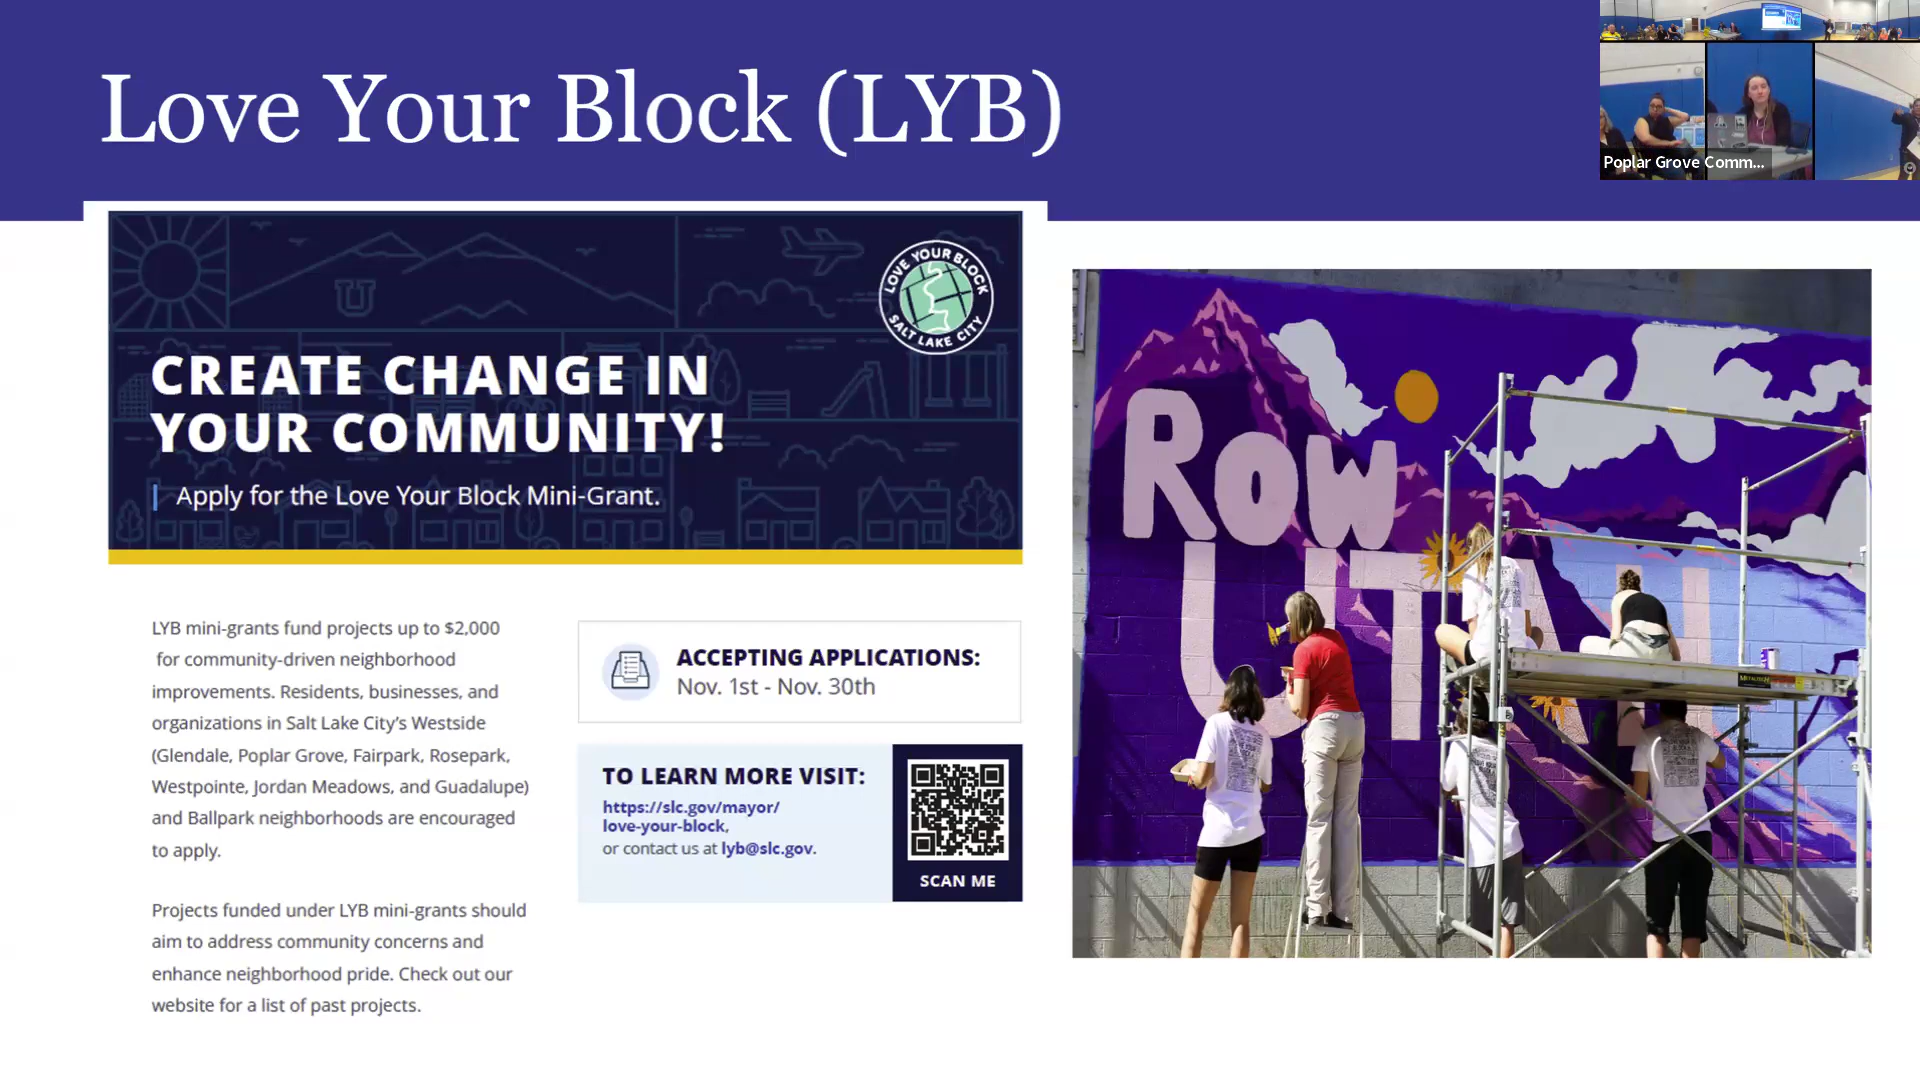 Love Your Block (LYB)
Poplar Grove Comm...
LOVE YOUR BLOCK
SALT LAKE CITY
U
CREATE CHANGE IN
YOUR COMMUNITY!
Apply for the Love Your Block Mini-Grant.
LYB mini-grants fund projects up to $2,000
for community-driven neighborhood
improvements. Residents, businesses, and
organizations in Salt Lake City's Westside
(Glendale, Poplar Grove, Fairpark, Rosepark,
Westpointe, Jordan Meadows, and Guadalupe)
and Ballpark neighborhoods are encouraged
to apply.
Projects funded under LYB mini-grants should
aim to address community concerns and
enhance neighborhood pride. Check out our
website for a list of past projects.
ACCEPTING APPLICATIONS:
Nov. 1st - Nov. 30th
TO LEARN MORE VISIT:
https://slc.gov/mayor/
love-your-block,
or contact us at lyb@slc.gov.
SCAN ME
ROW
UTAH